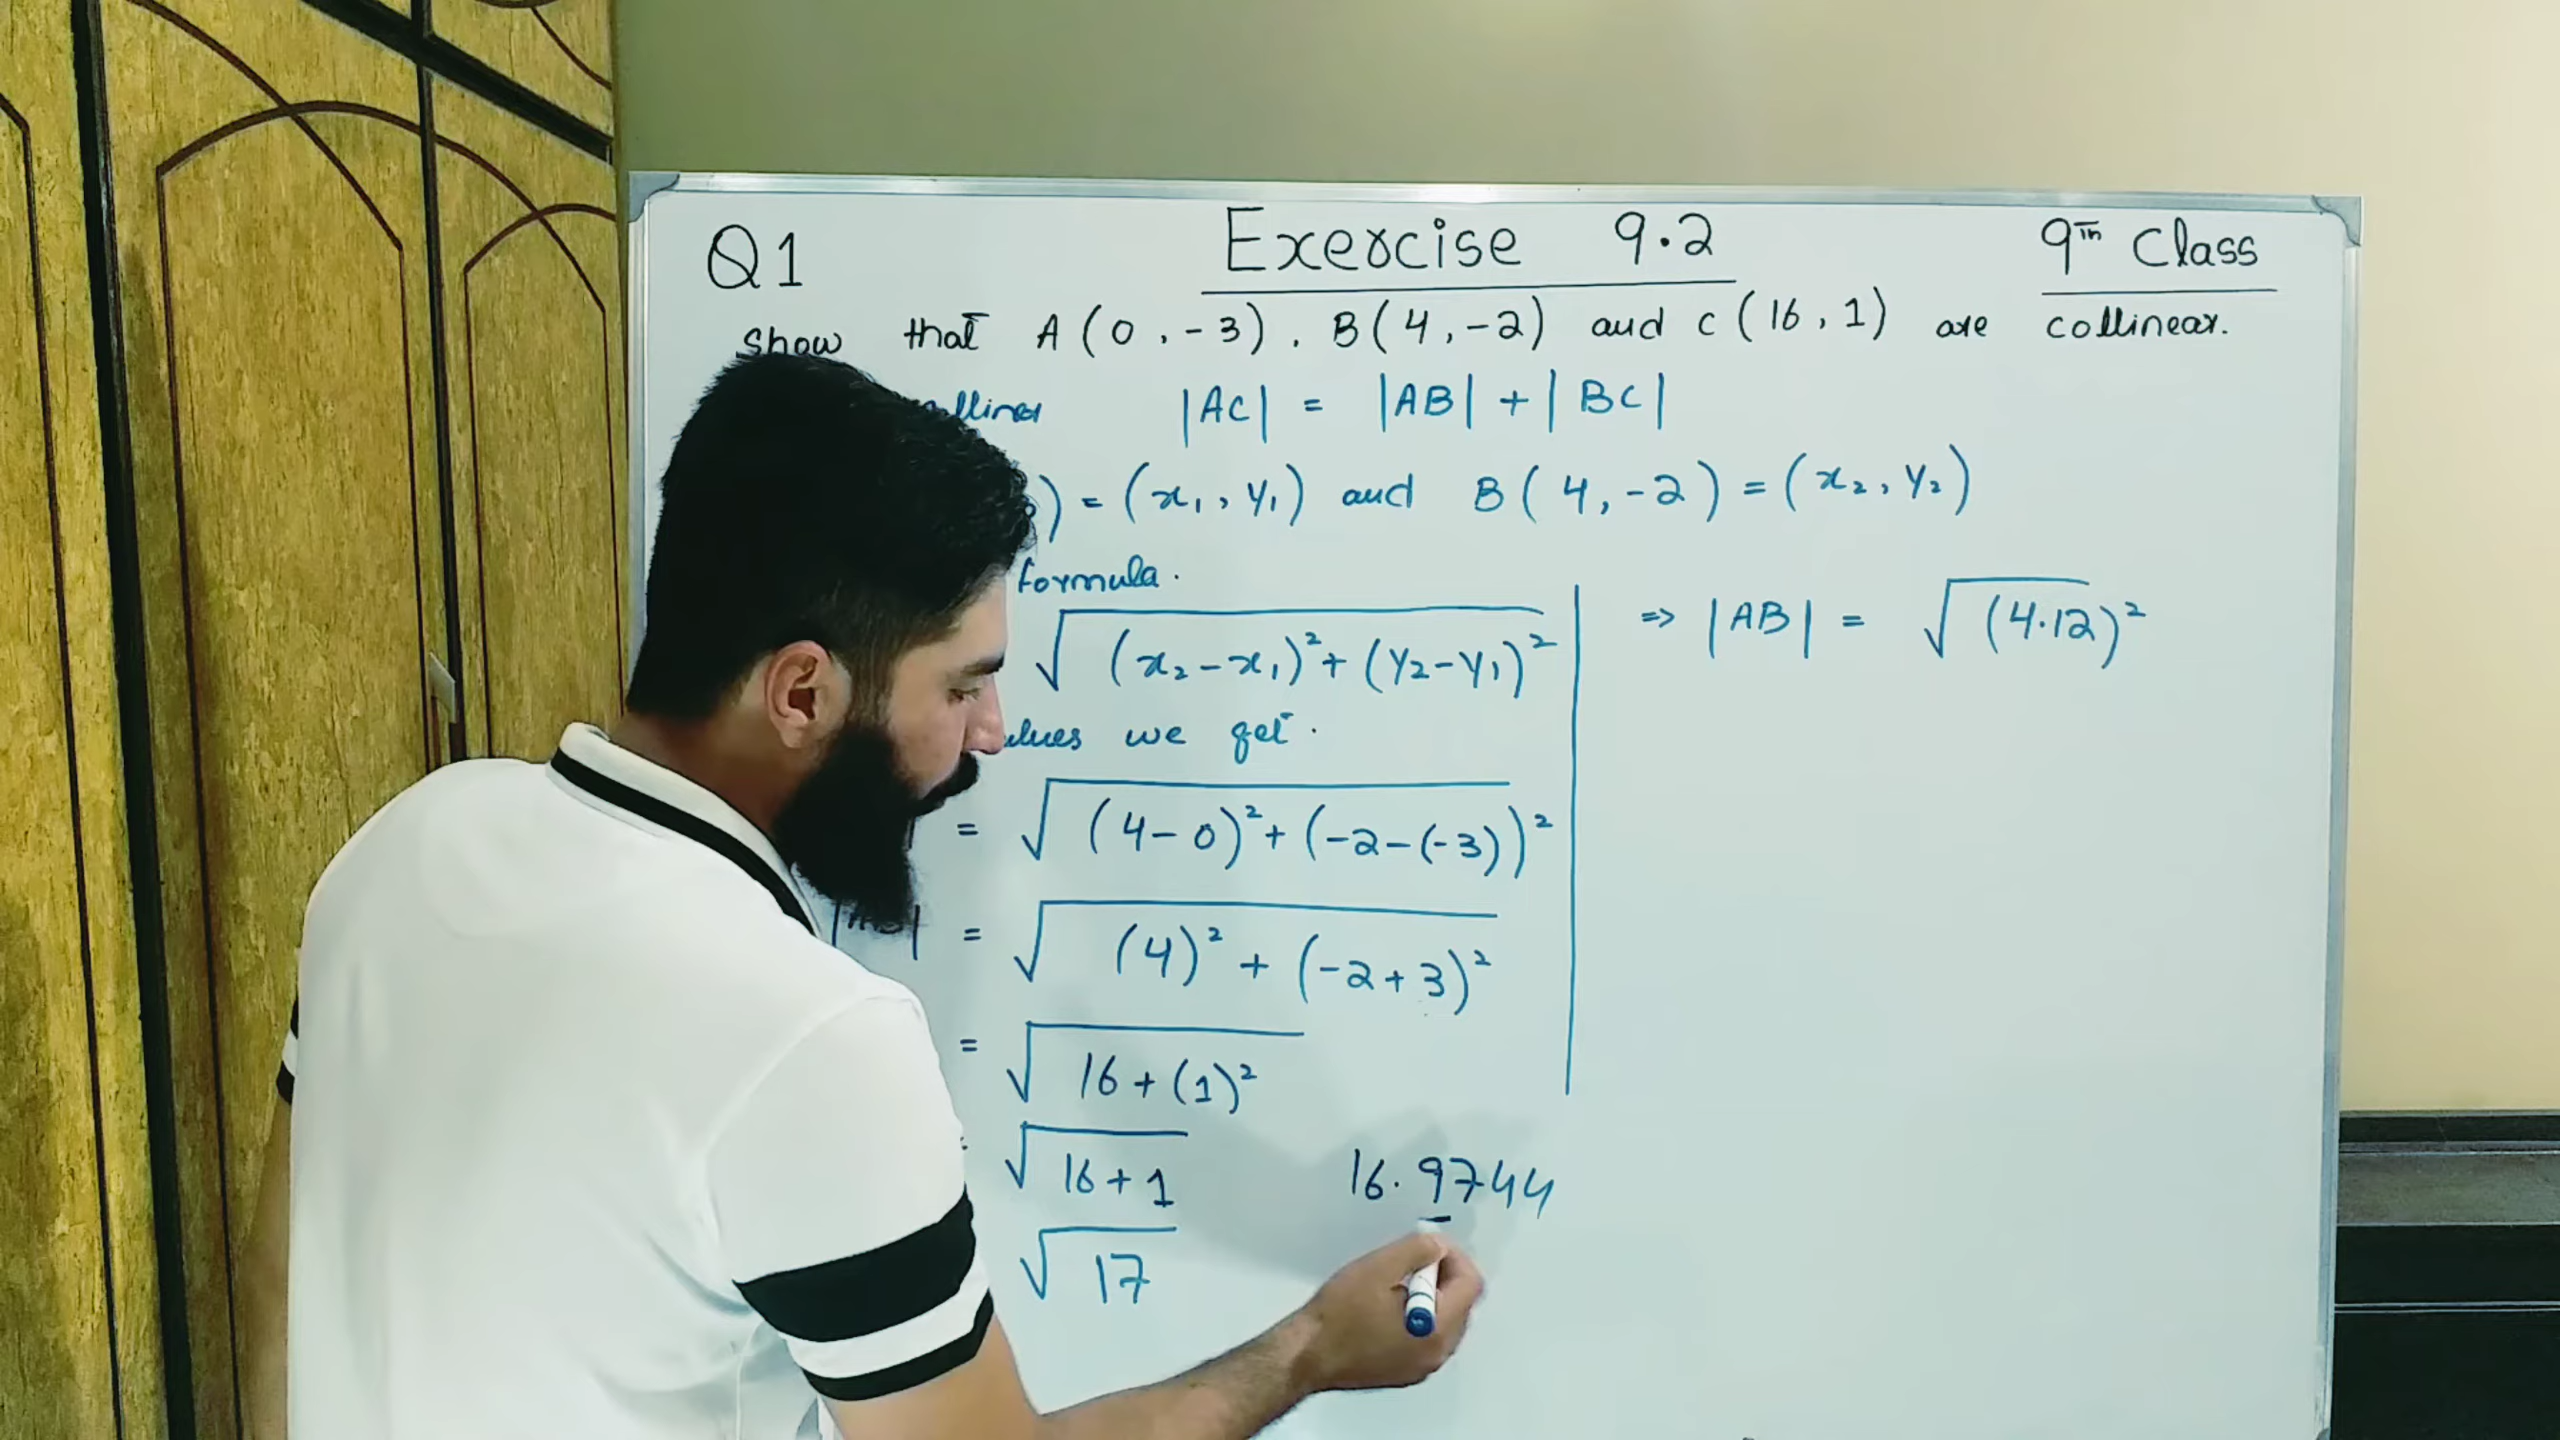 Q1 Exercise 9.2 9th Class
Show that A(0,-3), B(4,-2) and C(16,1) are collinear.
|AC| = |AB| + |BC|
) = (x₁, y₁) and B(4,-2) = (x₂, y₂)
formula.
√(x₂-x₁)²+(y₂-y₁)²
we get.
= √(4-0)²+(-2-(-3))²
= √(4)² + (-2+3)²
= √16+(1)²
√16+1
√17
16.9744
⇒ |AB| = √(4.12)²